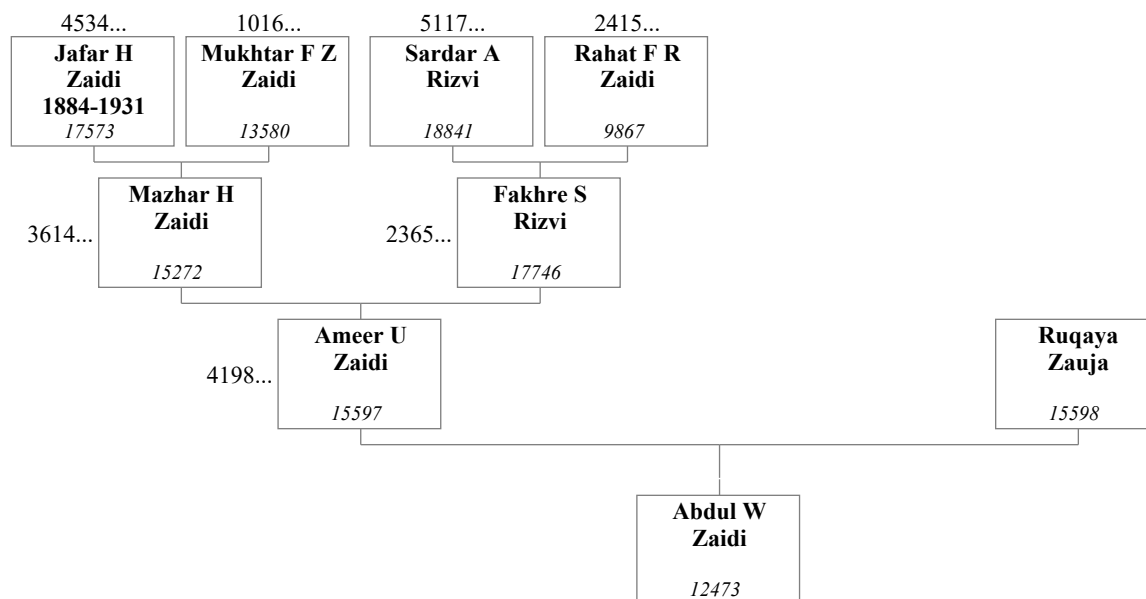 4534...
1016...
5117...
2415...
Jafar H
Zaidi
1884-1931
17573
Mukhtar F Z
Zaidi
13580
Sardar A
Rizvi
18841
Rahat F R
Zaidi
9867
3614...
Mazhar H
Zaidi
15272
2365...
Fakhre S
Rizvi
17746
4198...
Ameer U
Zaidi
15597
Ruqaya
Zauja
15598
Abdul W
Zaidi
12473